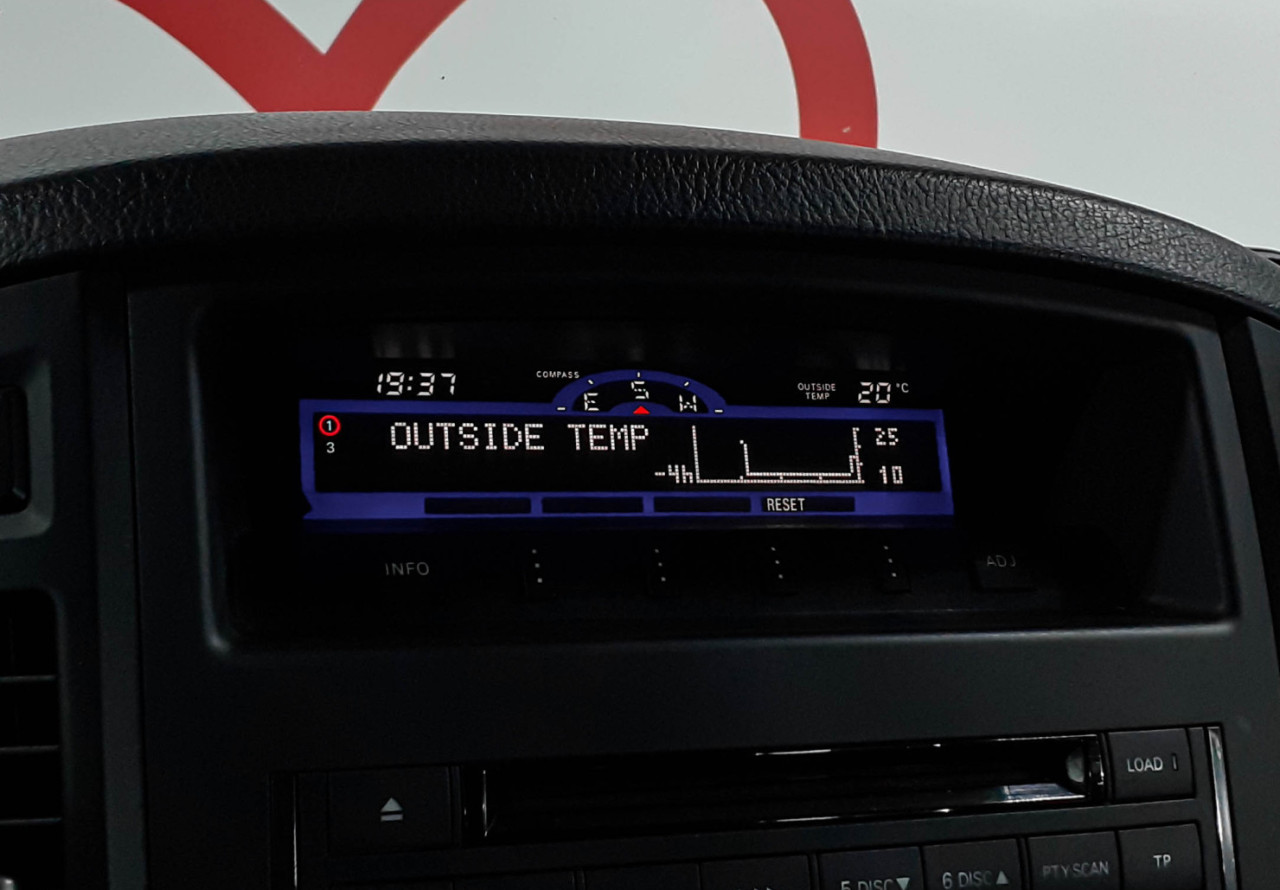 19:37
COMPASS
E S W
OUTSIDE
TEMP
20°C
1
3
OUTSIDE TEMP
-4h
25
10
RESET
INFO
ADJ
LOAD
5 DISC▼
6 DISC▲
PTY SCAN
TP